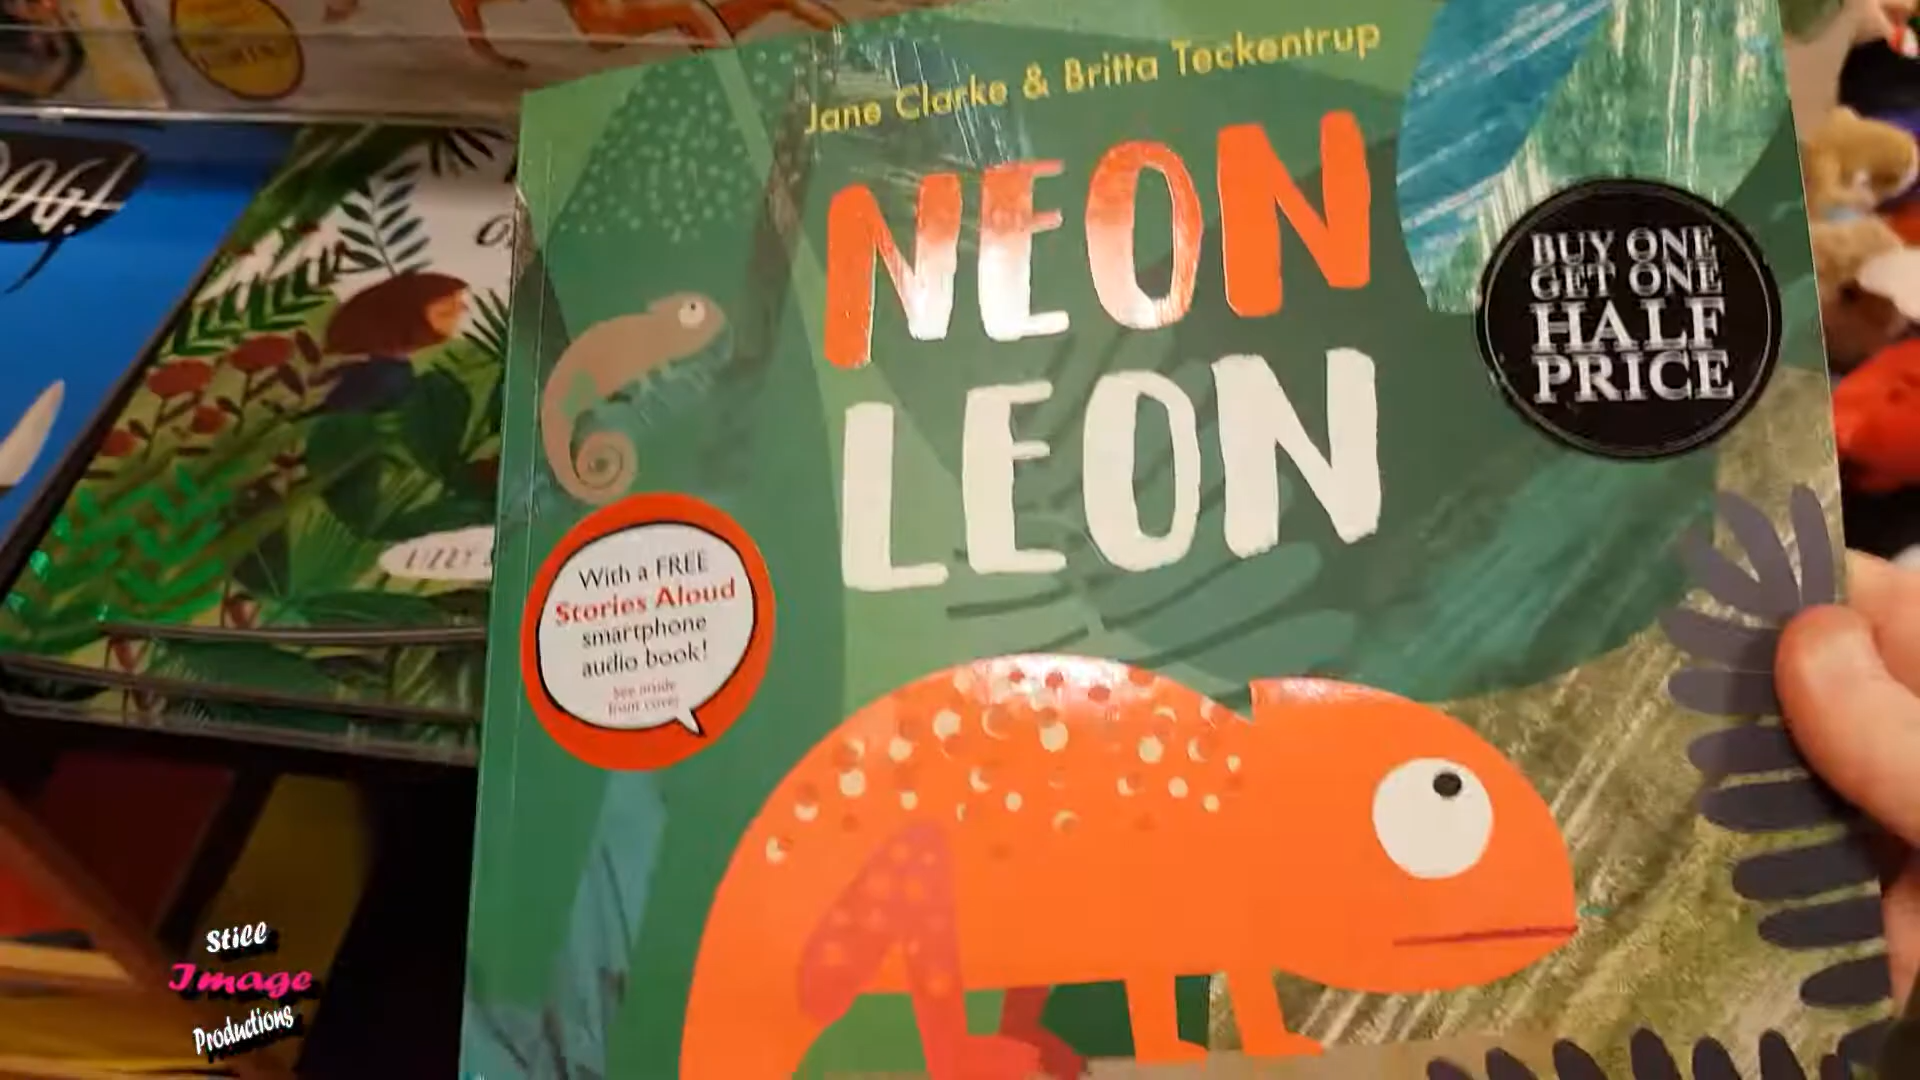 Jane Clarke & Britta Teckentrup
NEON
LEON
BUY ONE
GET ONE
HALF
PRICE
With a FREE
Stories Aloud
smartphone
audio book!
See inside
front cover
LIZZY
Still
Image
Productions